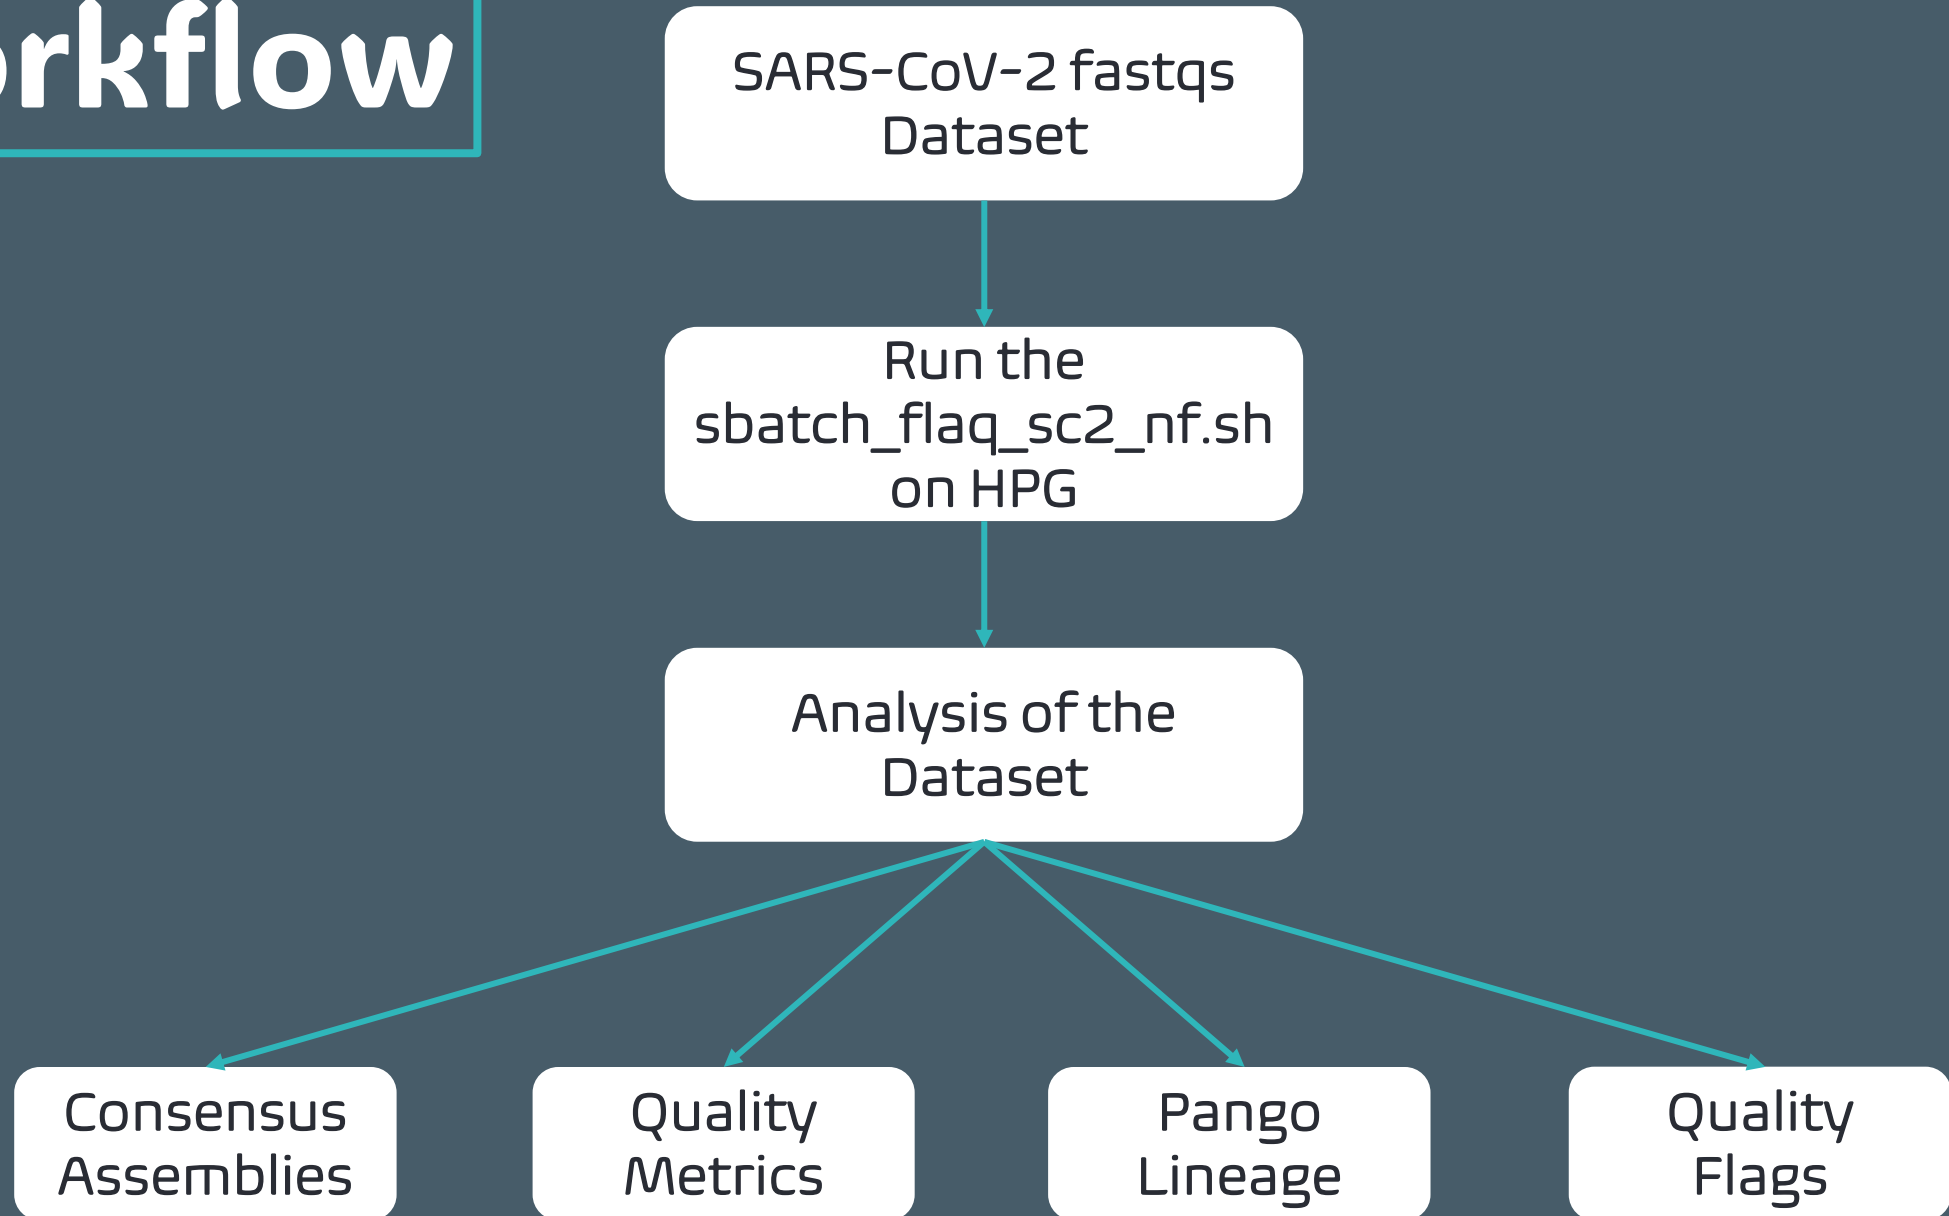 rkflow
SARS-CoV-2 fastqs
Dataset
Run the
sbatch_flaq_sc2_nf.sh
on HPG
Analysis of the
Dataset
Consensus
Assemblies
Quality
Metrics
Pango
Lineage
Quality
Flags